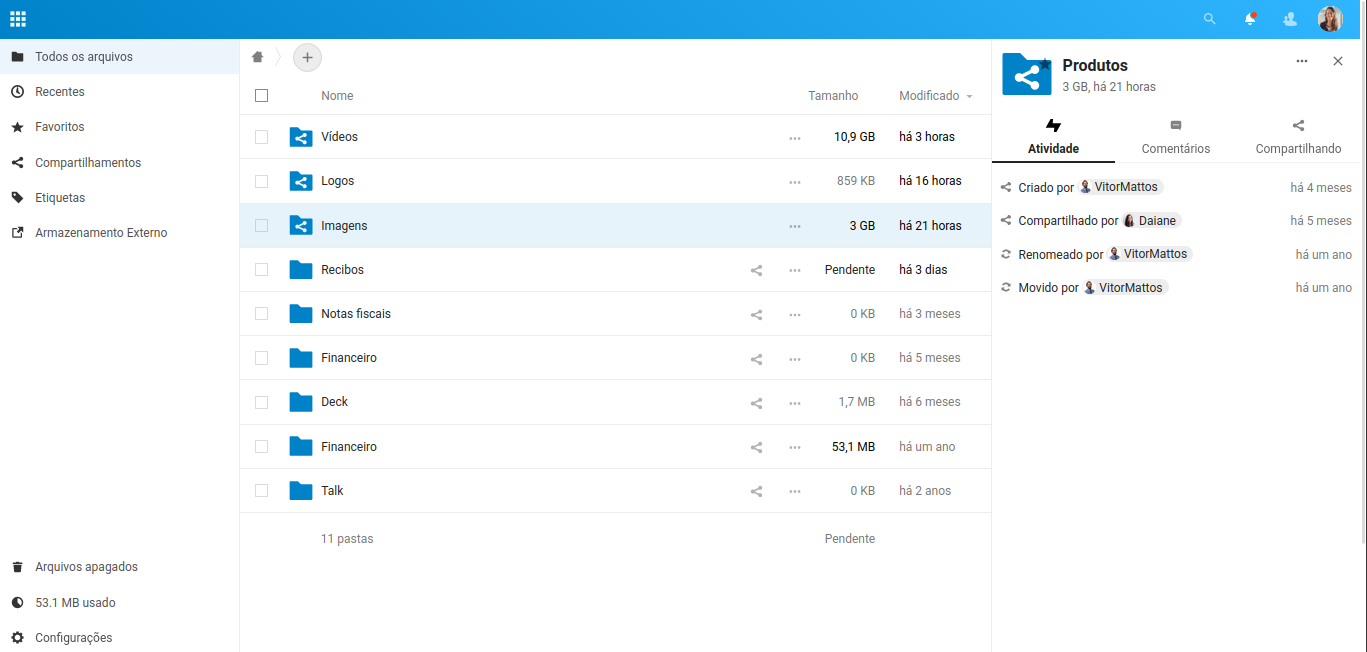 Todos os arquivos
Recentes
Favoritos
Compartilhamentos
Etiquetas
Armazenamento Externo
Arquivos apagados
53.1 MB usado
Configurações
Nome Tamanho Modificado
Vídeos 10,9 GB há 3 horas
Logos 859 KB há 16 horas
Imagens 3 GB há 21 horas
Recibos Pendente há 3 dias
Notas fiscais 0 KB há 3 meses
Financeiro 0 KB há 5 meses
Deck 1,7 MB há 6 meses
Financeiro 53,1 MB há um ano
Talk 0 KB há 2 anos
11 pastas Pendente
Produtos
3 GB, há 21 horas
Atividade Comentários Compartilhando
Criado por VitorMattos há 4 meses
Compartilhado por Daiane há 5 meses
Renomeado por VitorMattos há um ano
Movido por VitorMattos há um ano